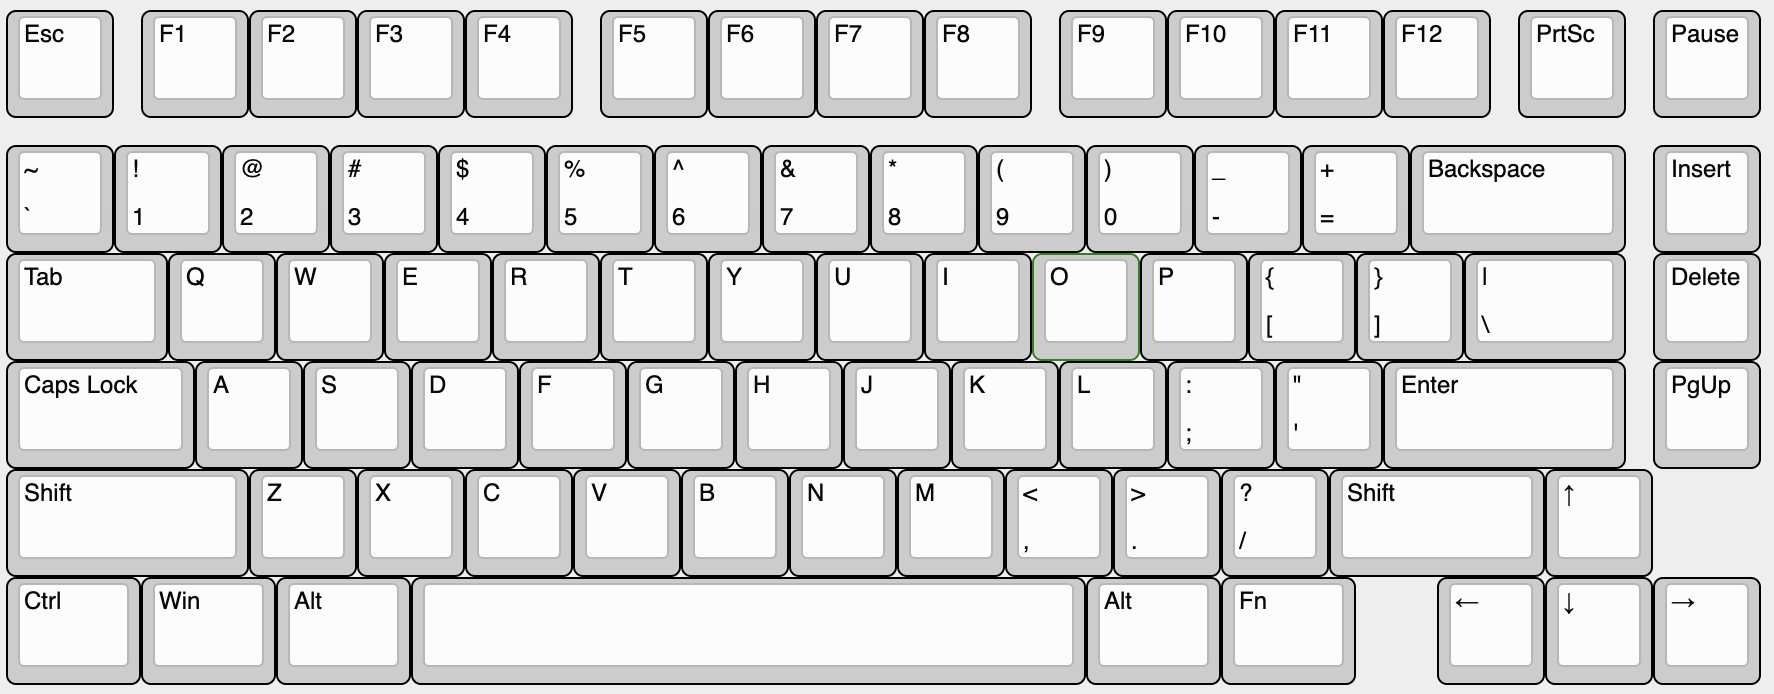 Esc F1 F2 F3 F4 F5 F6 F7 F8 F9 F10 F11 F12 PrtSc Pause
~ ! @ # $ % ^ & * ( ) _ + Backspace Insert
` 1 2 3 4 5 6 7 8 9 0 - =
Tab Q W E R T Y U I O P { } | Delete
[ ] \
Caps Lock A S D F G H J K L : " Enter PgUp
; '
Shift Z X C V B N M < > ? Shift ↑
, . /
Ctrl Win Alt Alt Fn ← ↓ →